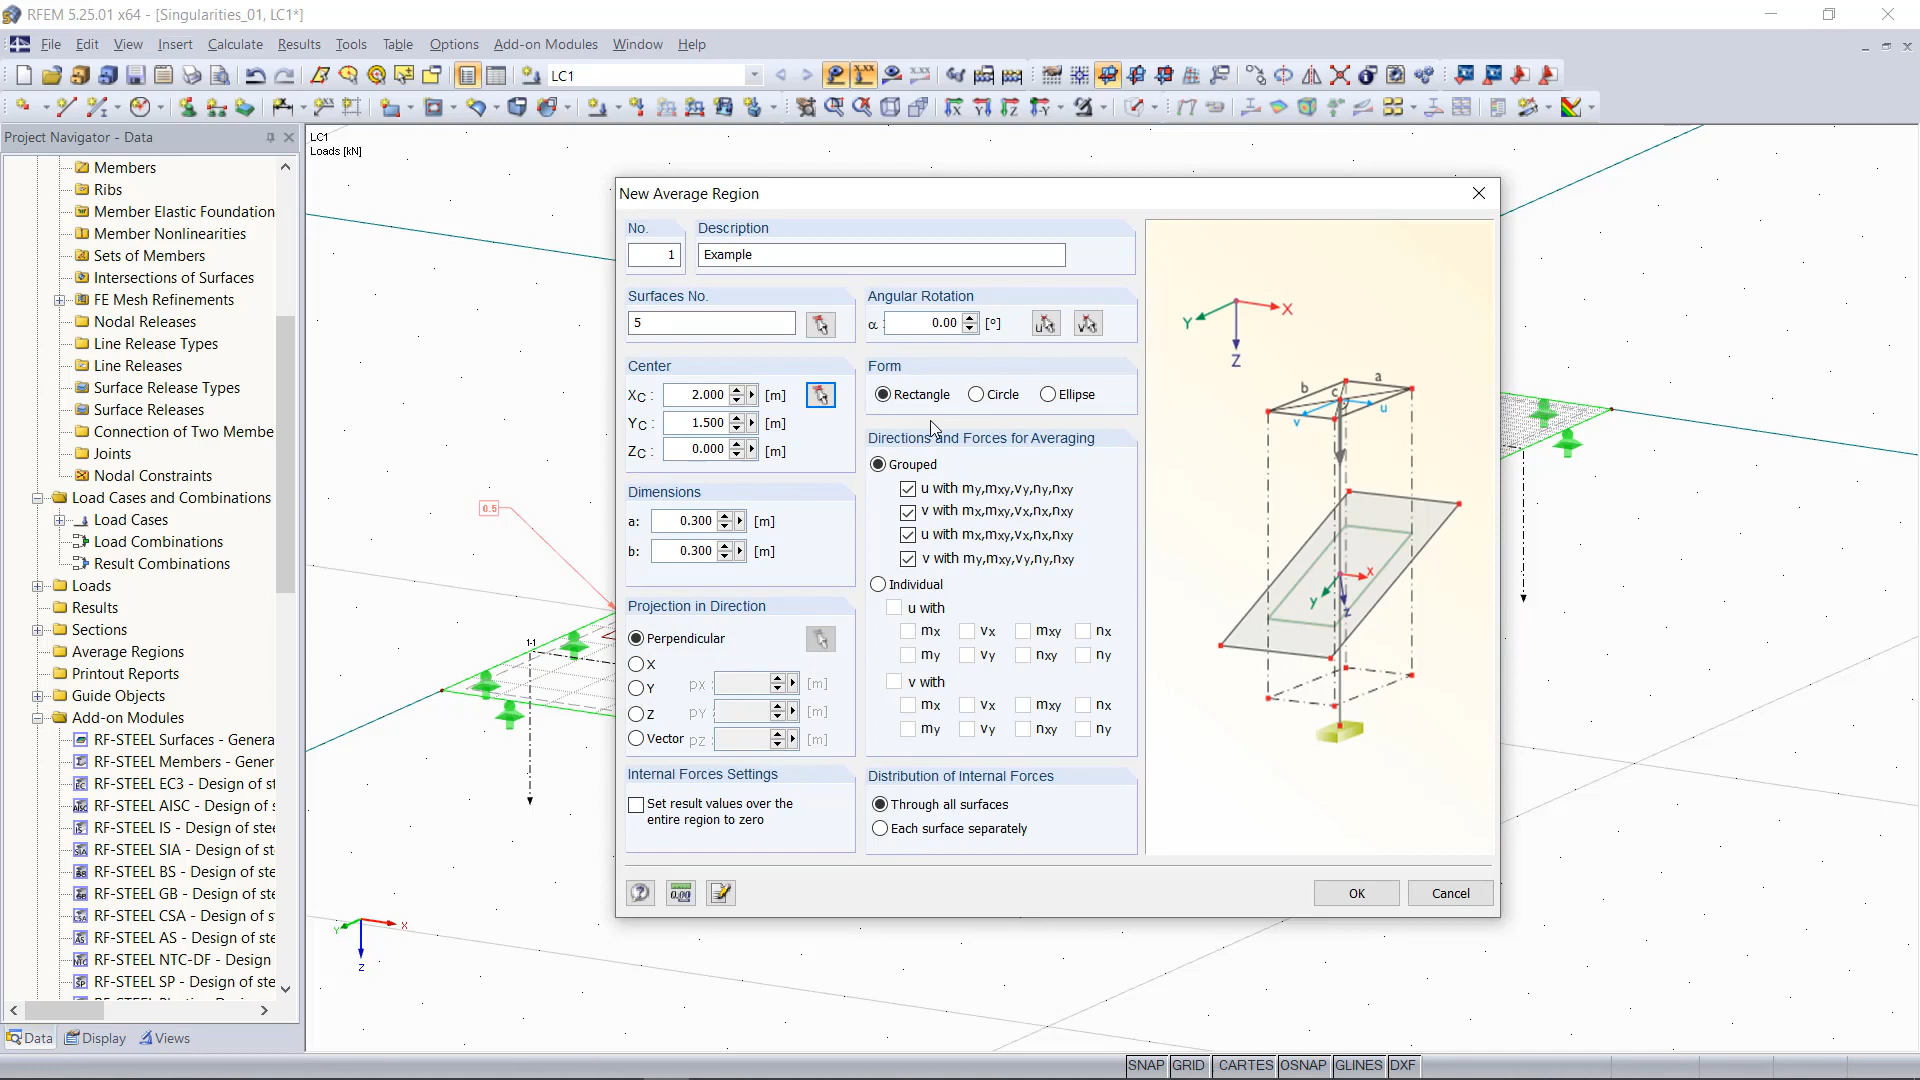 RFEM 5.25.01 x64 - [Singularities_01, LC1*]
File Edit View Insert Calculate Results Tools Table Options Add-on Modules Window Help
LC1
Project Navigator - Data
Members
Ribs
Member Elastic Foundation
Member Nonlinearities
Sets of Members
Intersections of Surfaces
FE Mesh Refinements
Nodal Releases
Line Release Types
Line Releases
Surface Release Types
Surface Releases
Connection of Two Membe
Joints
Nodal Constraints
Load Cases and Combinations
Load Cases
Load Combinations
Result Combinations
Loads
Results
Sections
Average Regions
Printout Reports
Guide Objects
Add-on Modules
RF-STEEL Surfaces - Genera
RF-STEEL Members - Gener
RF-STEEL EC3 - Design of st
RF-STEEL AISC - Design of s
RF-STEEL IS - Design of stee
RF-STEEL SIA - Design of st
RF-STEEL BS - Design of ste
RF-STEEL GB - Design of ste
RF-STEEL CSA - Design of s
RF-STEEL AS - Design of ste
RF-STEEL NTC-DF - Design
RF-STEEL SP - Design of ste
Data Display Views
LC1
Loads [kN]
0.5
1-1
X
Y
Z
New Average Region
No.
1
Description
Example
Surfaces No.
5
Angular Rotation
α : 0.00 [°] u v
Center
XC : 2.000 [m]
YC : 1.500 [m]
ZC : 0.000 [m]
Form
Rectangle Circle Ellipse
Dimensions
a: 0.300 [m]
b: 0.300 [m]
Directions and Forces for Averaging
Grouped
u with my,mxy,vy,ny,nxy
v with mx,mxy,vx,nx,nxy
u with mx,mxy,vx,nx,nxy
v with my,mxy,vy,ny,nxy
Individual
u with
mx vx mxy nx
my vy nxy ny
v with
mx vx mxy nx
my vy nxy ny
Projection in Direction
Perpendicular
X
Y pX : [m]
Z pY : [m]
Vector pZ : [m]
Internal Forces Settings
Set result values over the
entire region to zero
Distribution of Internal Forces
Through all surfaces
Each surface separately
X
Y
Z
a
b
c
u
v
x
y
z
0.00
OK Cancel
SNAP GRID CARTES OSNAP GLINES DXF